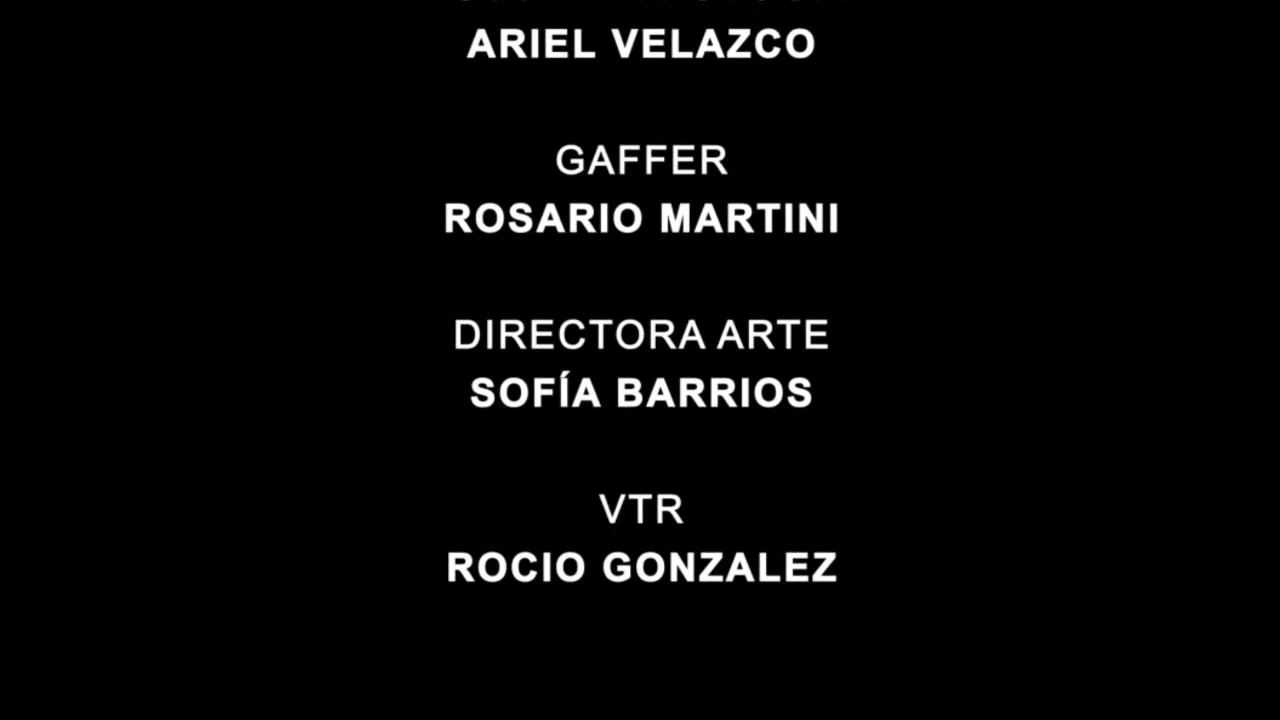 ARIEL VELAZCO
GAFFER
ROSARIO MARTINI
DIRECTORA ARTE
SOFÍA BARRIOS
VTR
ROCIO GONZALEZ